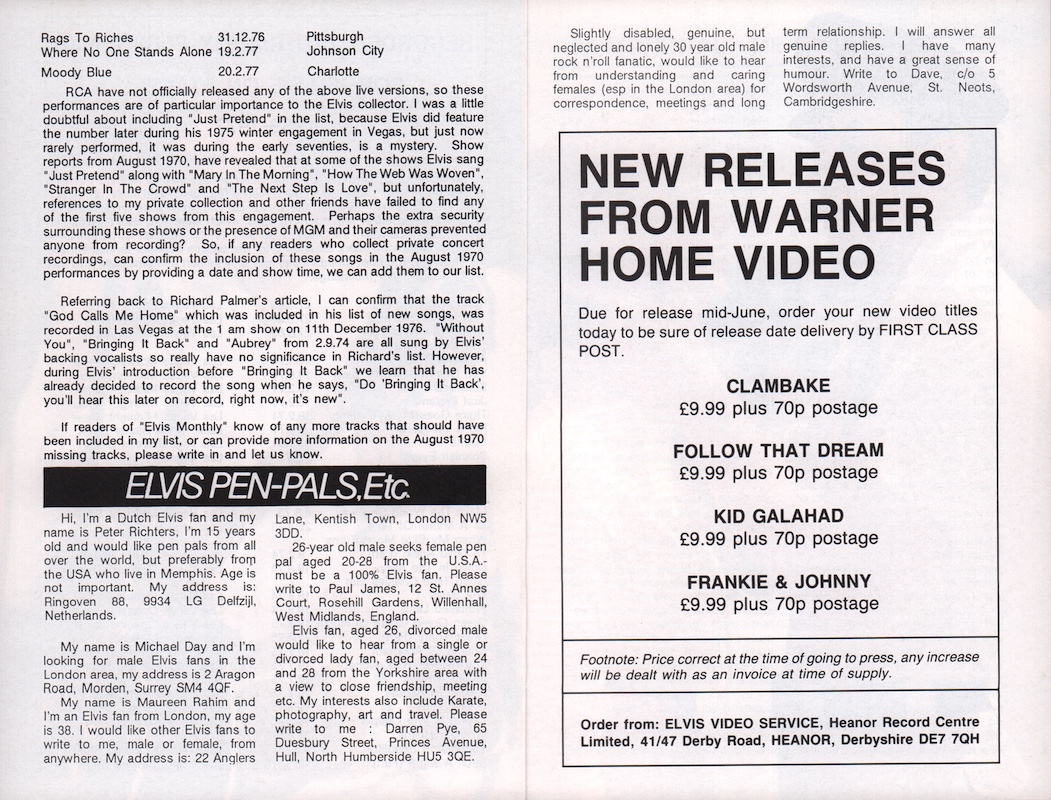 Rags To Riches 31.12.76 Pittsburgh
Where No One Stands Alone 19.2.77 Johnson City
Moody Blue 20.2.77 Charlotte
RCA have not officially released any of the above live versions, so these
performances are of particular importance to the Elvis collector. I was a little
doubtful about including "Just Pretend" in the list, because Elvis did feature
the number later during his 1975 winter engagement in Vegas, but just now
rarely performed, it was during the early seventies, is a mystery. Show
reports from August 1970, have revealed that at some of the shows Elvis sang
"Just Pretend" along with "Mary In The Morning", "How The Web Was Woven",
"Stranger In The Crowd" and "The Next Step Is Love", but unfortunately,
references to my private collection and other friends have failed to find any
of the first five shows from this engagement. Perhaps the extra security
surrounding these shows or the presence of MGM and their cameras prevented
anyone from recording? So, if any readers who collect private concert
recordings, can confirm the inclusion of these songs in the August 1970
performances by providing a date and show time, we can add them to our list.
Referring back to Richard Palmer's article, I can confirm that the track
"God Calls Me Home" which was included in his list of new songs, was
recorded in Las Vegas at the 1 am show on 11th December 1976. "Without
You", "Bringing It Back" and "Aubrey" from 2.9.74 are all sung by Elvis'
backing vocalists so really have no significance in Richard's list. However,
during Elvis' introduction before "Bringing It Back" we learn that he has
already decided to record the song when he says, "Do 'Bringing It Back',
you'll hear this later on record, right now, it's new".
If readers of "Elvis Monthly" know of any more tracks that should have
been included in my list, or can provide more information on the August 1970
missing tracks, please write in and let us know.
ELVIS PEN-PALS,Etc.
Hi, I'm a Dutch Elvis fan and my
name is Peter Richters, I'm 15 years
old and would like pen pals from all
over the world, but preferably from
the USA who live in Memphis. Age is
not important. My address is:
Ringoven 88, 9934 LG Delfzijl,
Netherlands.
My name is Michael Day and I'm
looking for male Elvis fans in the
London area, my address is 2 Aragon
Road, Morden, Surrey SM4 4QF.
My name is Maureen Rahim and
I'm an Elvis fan from London, my age
is 38. I would like other Elvis fans to
write to me, male or female, from
anywhere. My address is: 22 Anglers
Lane, Kentish Town, London NW5
3DD.
26-year old male seeks female pen
pal aged 20-28 from the U.S.A.-
must be a 100% Elvis fan. Please
write to Paul James, 12 St. Annes
Court, Rosehill Gardens, Willenhall,
West Midlands, England.
Elvis fan, aged 26, divorced male
would like to hear from a single or
divorced lady fan, aged between 24
and 28 from the Yorkshire area with
a view to close friendship, meeting
etc. My interests also include Karate,
photography, art and travel. Please
write to me : Darren Pye, 65
Duesbury Street, Princes Avenue,
Hull, North Humberside HU5 3QE.
Slightly disabled, genuine, but
neglected and lonely 30 year old male
rock n'roll fanatic, would like to hear
from understanding and caring
females (esp in the London area) for
correspondence, meetings and long
term relationship. I will answer all
genuine replies. I have many
interests, and have a great sense of
humour. Write to Dave, c/o 5
Wordsworth Avenue, St. Neots,
Cambridgeshire.
NEW RELEASES
FROM WARNER
HOME VIDEO
Due for release mid-June, order your new video titles
today to be sure of release date delivery by FIRST CLASS
POST.
CLAMBAKE
£9.99 plus 70p postage
FOLLOW THAT DREAM
£9.99 plus 70p postage
KID GALAHAD
£9.99 plus 70p postage
FRANKIE & JOHNNY
£9.99 plus 70p postage
Footnote: Price correct at the time of going to press, any increase
will be dealt with as an invoice at time of supply.
Order from: ELVIS VIDEO SERVICE, Heanor Record Centre
Limited, 41/47 Derby Road, HEANOR, Derbyshire DE7 7QH